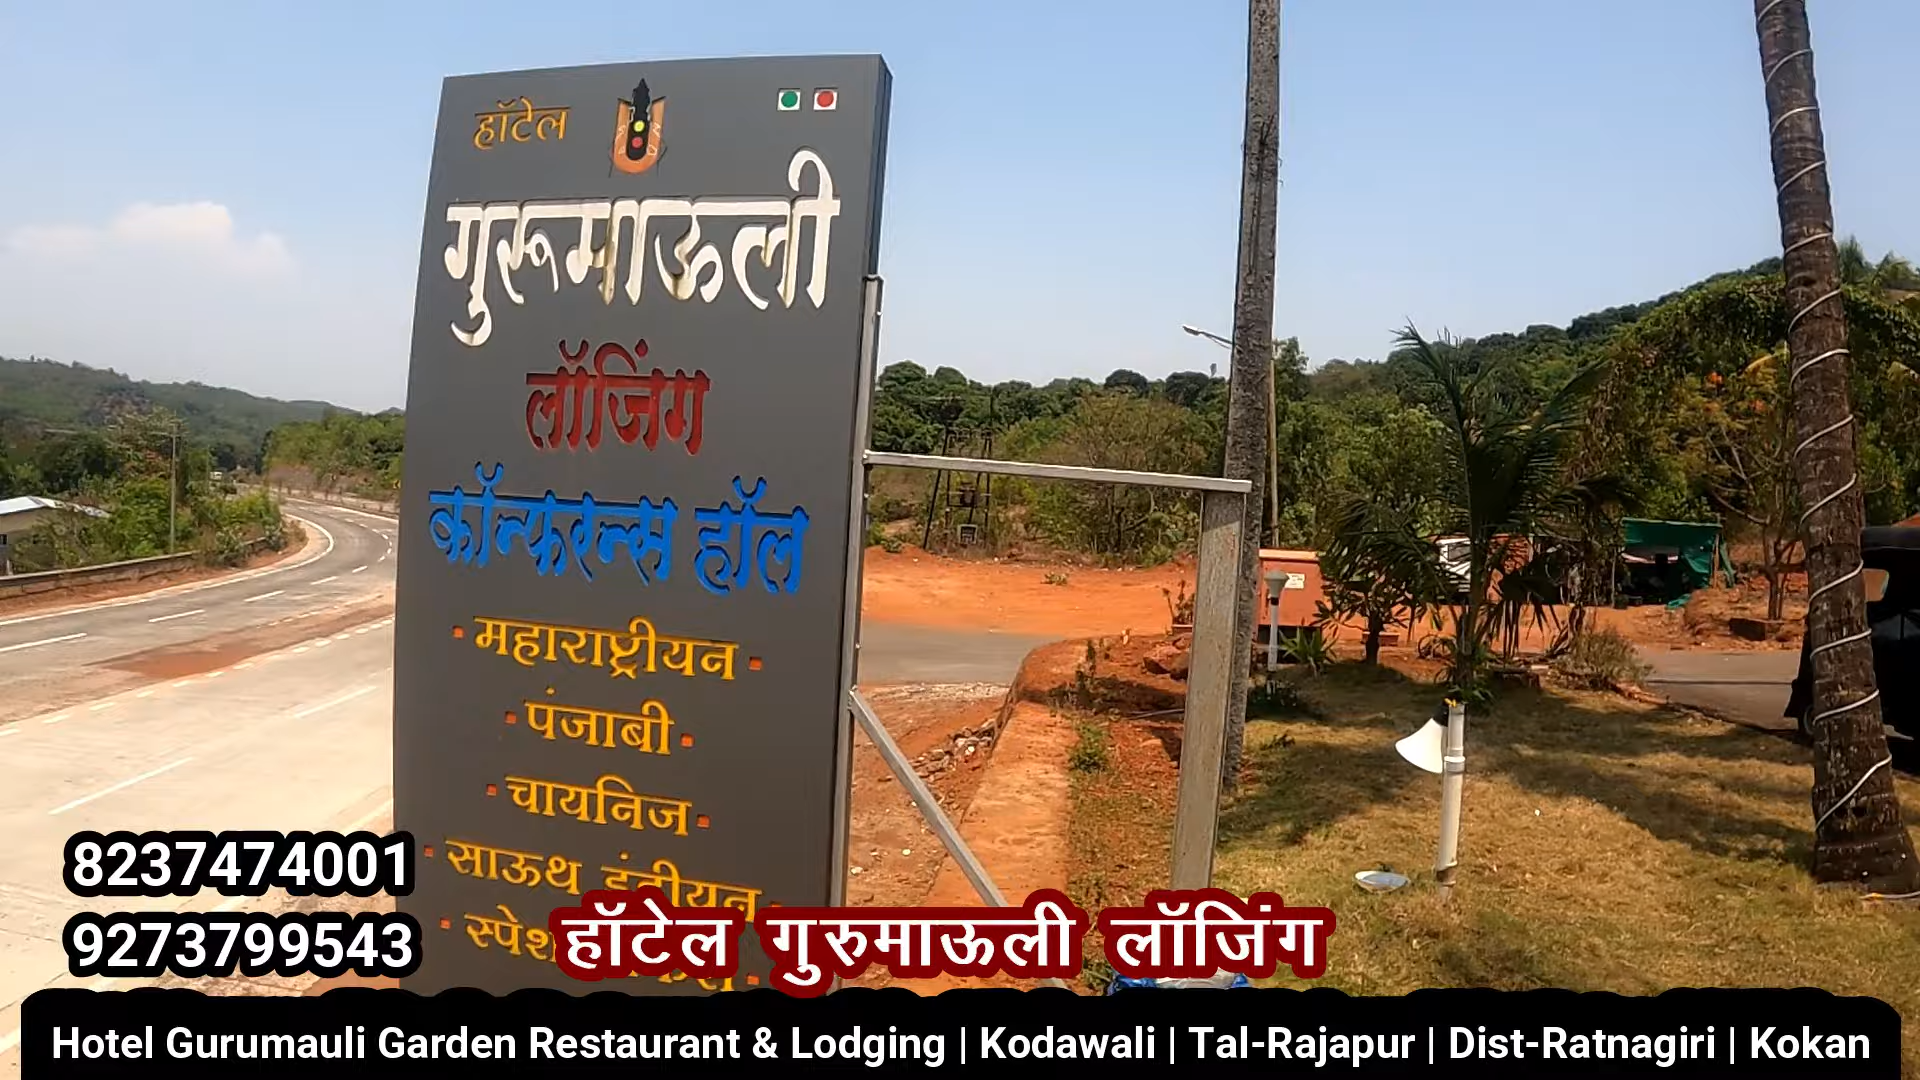 हॉटेल
गुरूमाऊली
लॉजिंग
कॉन्फरन्स हॉल
महाराष्ट्रीयन
पंजाबी
चायनिज
साऊथ इंडीयन
8237474001
9273799543
हॉटेल गुरुमाऊली लॉजिंग
Hotel Gurumauli Garden Restaurant & Lodging | Kodawali | Tal-Rajapur | Dist-Ratnagiri | Kokan